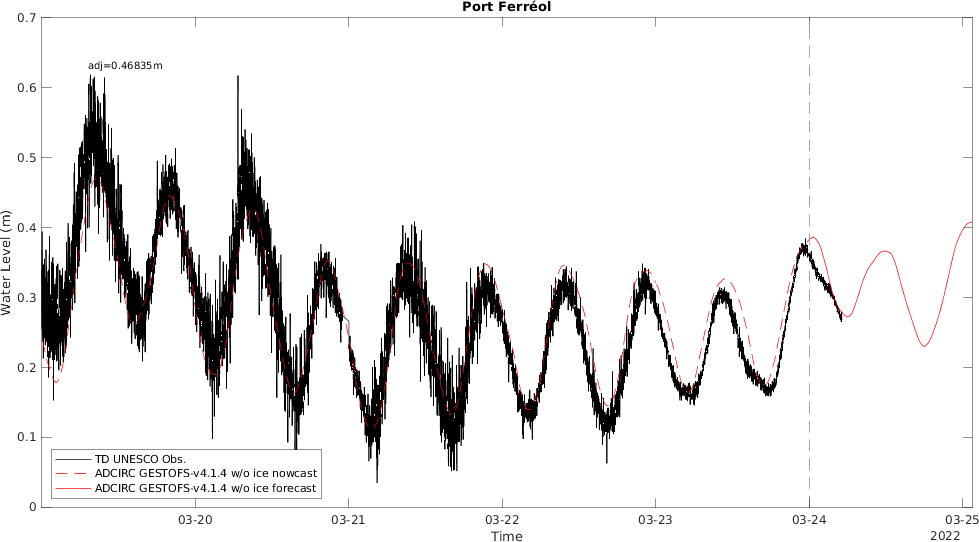 Port Ferréol
0.7
0.6
0.5
0.4
0.3
0.2
0.1
0
Water Level (m)
adj=0.46835m
TD UNESCO Obs.
ADCIRC GESTOFS-v4.1.4 w/o ice nowcast
ADCIRC GESTOFS-v4.1.4 w/o ice forecast
03-20 03-21 03-22 03-23 03-24 03-25
Time
2022